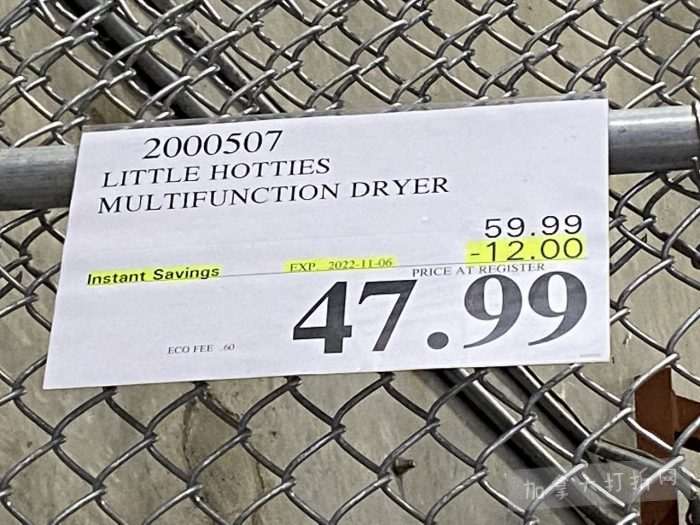 2000507
LITTLE HOTTIES
MULTIFUNCTION DRYER
59.99
Instant Savings EXP. 2022-11-06 -12.00
PRICE AT REGISTER
47.99
ECO FEE .60
加拿大打折网